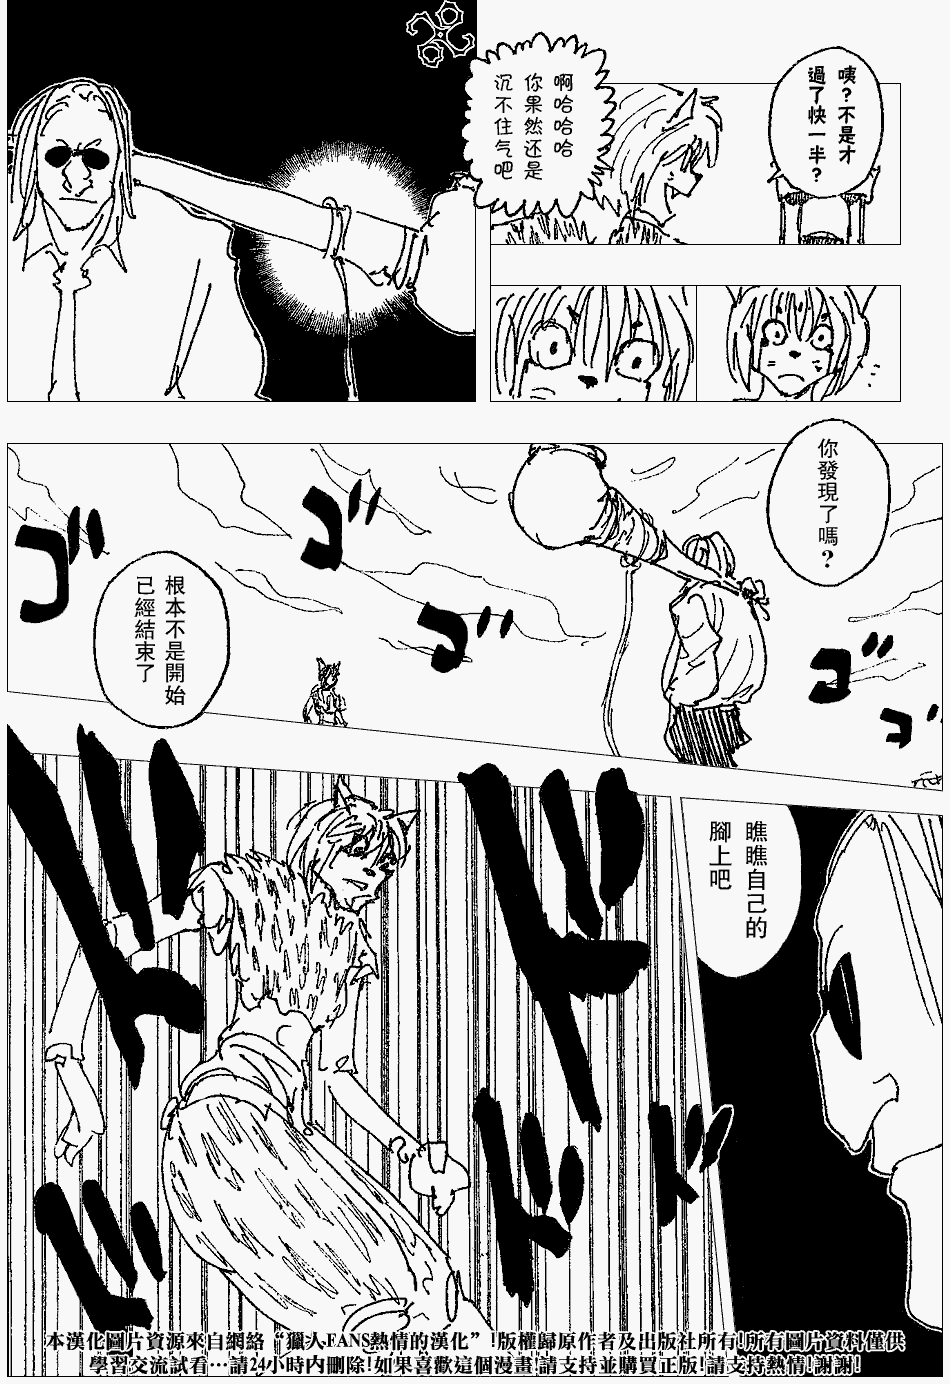 咦？不是才
過了快一半？
啊哈哈哈
你果然还是
沉不住气吧
你發現了嗎？
根本不是開始
已經結束了
ゴ
ゴ
ゴ
ゴ
ゴ
瞧瞧自己的
腳上吧
ド
ド
ド
ド
ド
本漢化圖片資源來自網絡“獵人FANS熱情的漢化”!版權歸原作者及出版社所有!所有圖片資料僅供
學習交流試看…請24小時內刪除!如果喜歡這個漫畫!請支持並購買正版!請支持熱情!謝謝!